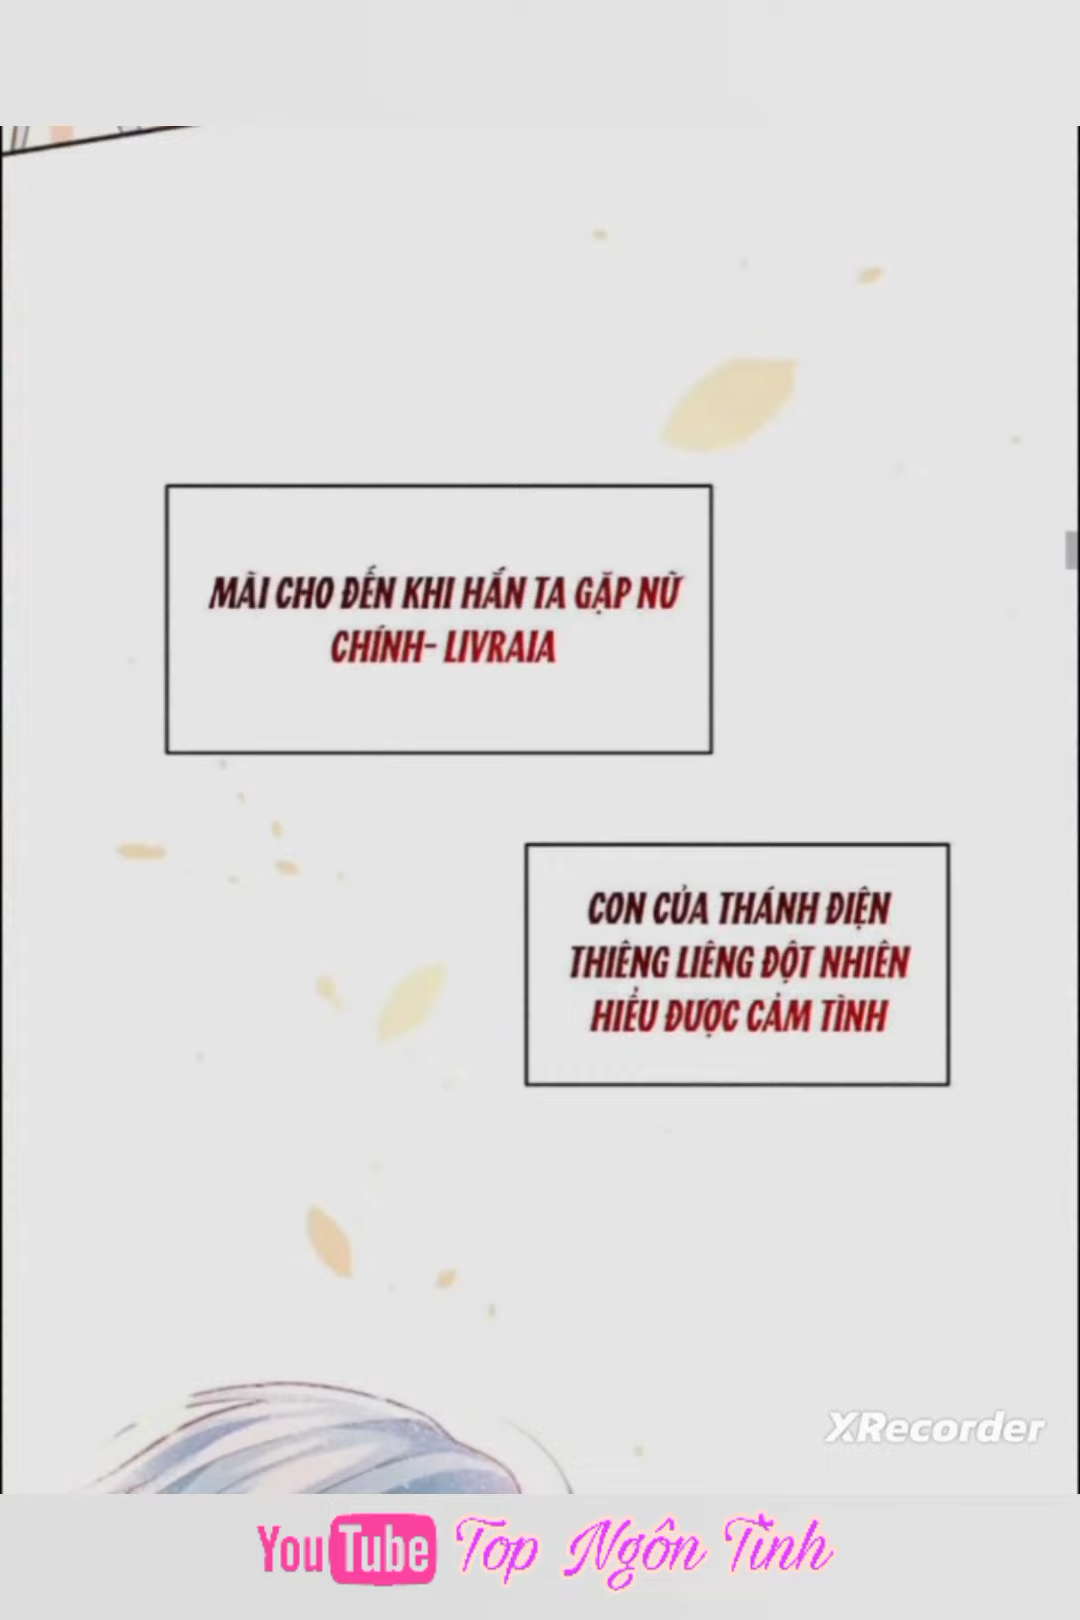 MÃI CHO ĐẾN KHI HẮN TA GẶP NỮ
CHÍNH- LIVRAIA
CON CỦA THÁNH ĐIỆN
THIÊNG LIÊNG ĐỘT NHIÊN
HIỂU ĐƯỢC CẢM TÌNH
XRecorder
YouTube Top Ngôn Tình